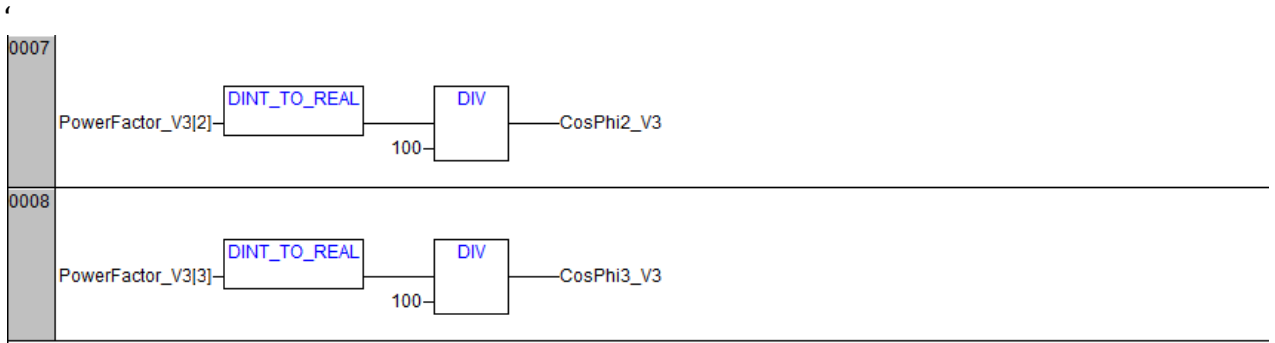 ‘
0007
DINT_TO_REAL DIV
PowerFactor_V3[2] CosPhi2_V3
100
0008
DINT_TO_REAL DIV
PowerFactor_V3[3] CosPhi3_V3
100